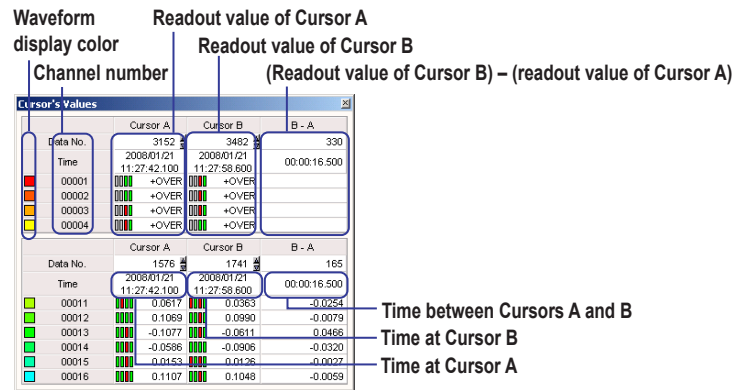 Waveform display color
Readout value of Cursor A
Readout value of Cursor B
Channel number
(Readout value of Cursor B) – (readout value of Cursor A)
Cursor's Values
Cursor A Cursor B B - A
Data No. 3152 3482 330
Time 2008/01/21 11:27:42.100 2008/01/21 11:27:58.600 00:00:16.500
00001 +OVER +OVER
00002 +OVER +OVER
00003 +OVER +OVER
00004 +OVER +OVER
Cursor A Cursor B B - A
Data No. 1576 1741 165
Time 2008/01/21 11:27:42.100 2008/01/21 11:27:58.600 00:00:16.500
00011 0.0617 0.0363 -0.0254
00012 0.1069 0.0990 -0.0079
00013 -0.1077 -0.0611 0.0466
00014 -0.0586 -0.0906 -0.0320
00015 0.0153 0.0126 -0.0027
00016 0.1107 0.1048 -0.0059
Time between Cursors A and B
Time at Cursor B
Time at Cursor A